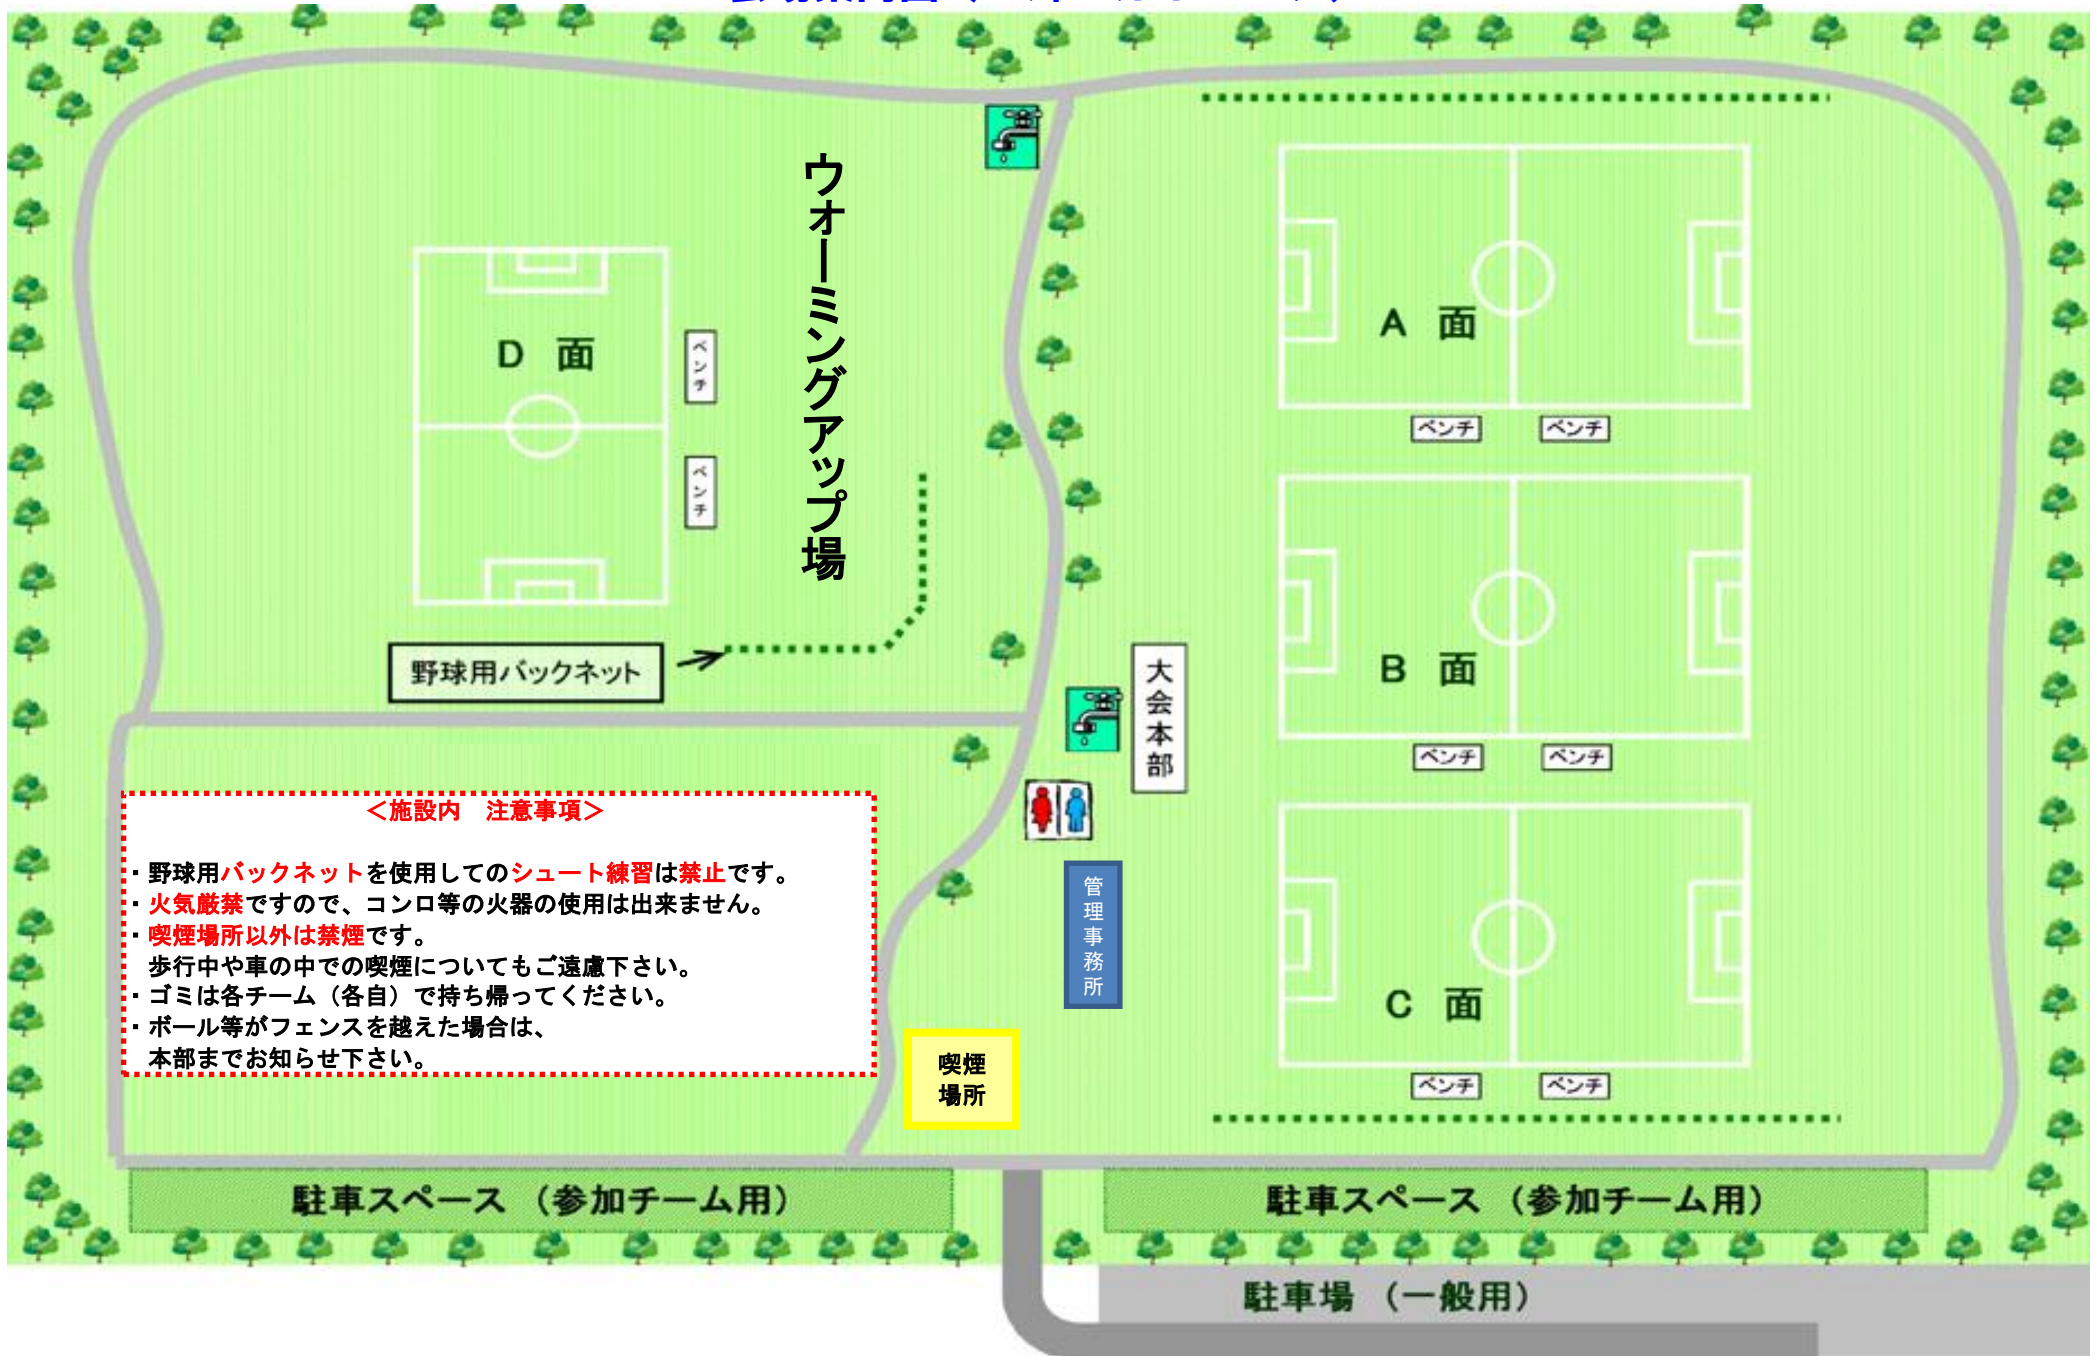 ウォーミングアップ場
D 面
ベンチ
ベンチ
A 面
ベンチ
ベンチ
野球用バックネット
大会本部
B 面
ベンチ
ベンチ
<施設内 注意事項>
・野球用バックネットを使用してのシュート練習は禁止です。
・火気厳禁ですので、コンロ等の火器の使用は出来ません。
・喫煙場所以外は禁煙です。
歩行中や車の中での喫煙についてもご遠慮下さい。
・ゴミは各チーム（各自）で持ち帰ってください。
・ボール等がフェンスを越えた場合は、
本部までお知らせ下さい。
管理事務所
C 面
ベンチ
ベンチ
喫煙
場所
駐車スペース（参加チーム用）
駐車スペース（参加チーム用）
駐車場（一般用）